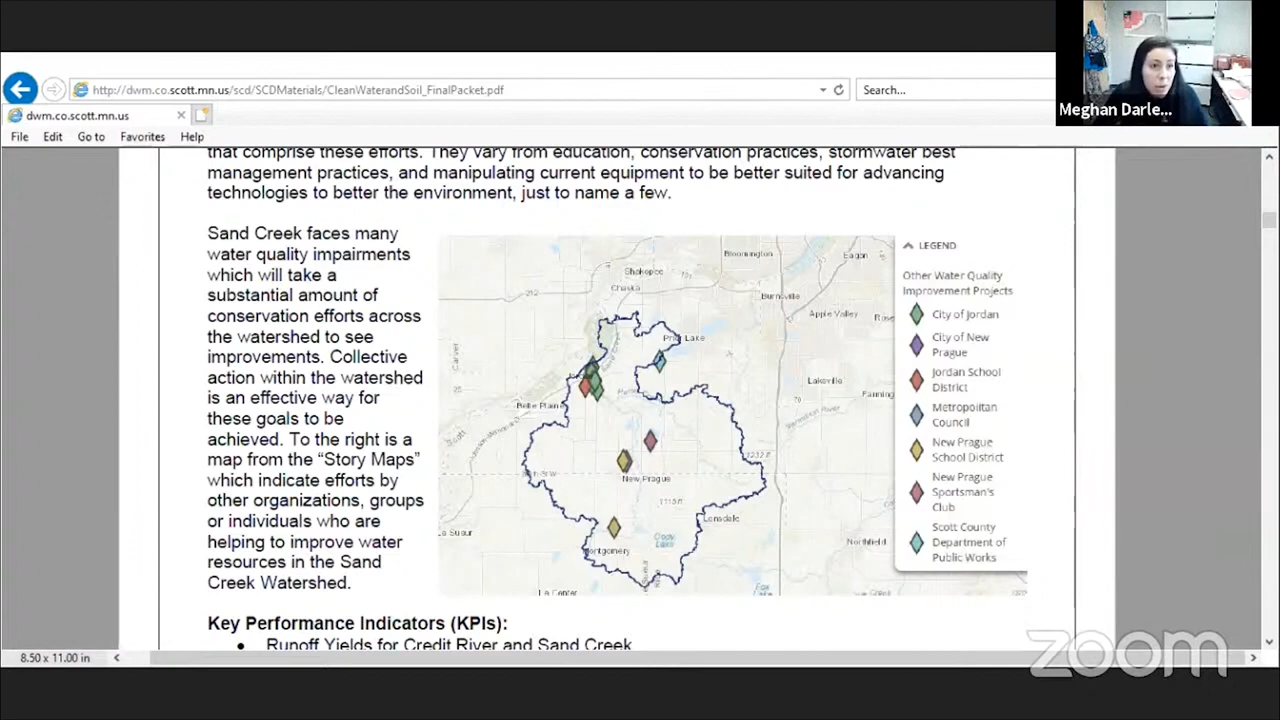 Meghan Darle...
http://dwm.co.scott.mn.us/scd/SCDMaterials/CleanWaterandSoil_FinalPacket.pdf
Search...
dwm.co.scott.mn.us
File Edit Go to Favorites Help
that comprise these efforts. They vary from education, conservation practices, stormwater best
management practices, and manipulating current equipment to be better suited for advancing
technologies to better the environment, just to name a few.
Sand Creek faces many
water quality impairments
which will take a
substantial amount of
conservation efforts across
the watershed to see
improvements. Collective
action within the watershed
is an effective way for
these goals to be
achieved. To the right is a
map from the “Story Maps”
which indicate efforts by
other organizations, groups
or individuals who are
helping to improve water
resources in the Sand
Creek Watershed.
Bloomington
Eagan
Shakopee
Chaska
212
Burnsville
Apple Valley
Prior Lake
Carver
Lakeville
Belle Plaine
Scott
New Prague
Lonsdale
Montgomery
Cody
Lake
Northfield
Le Center
Fox
LEGEND
Other Water Quality
Improvement Projects
City of Jordan
City of New
Prague
Jordan School
District
Metropolitan
Council
New Prague
School District
New Prague
Sportsman's
Club
Scott County
Department of
Public Works
Key Performance Indicators (KPIs):
• Runoff Yields for Credit River and Sand Creek
8.50 x 11.00 in
zoom